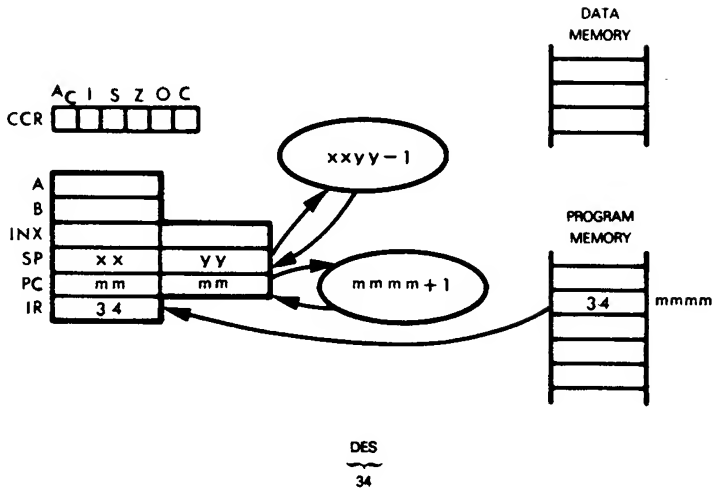 DATA
MEMORY
AC I S Z O C
CCR
xxyy-1
A
B
INX
SP xx yy
PC mm mm
IR 34
mmmm+1
PROGRAM
MEMORY
34 mmmm
DES
34